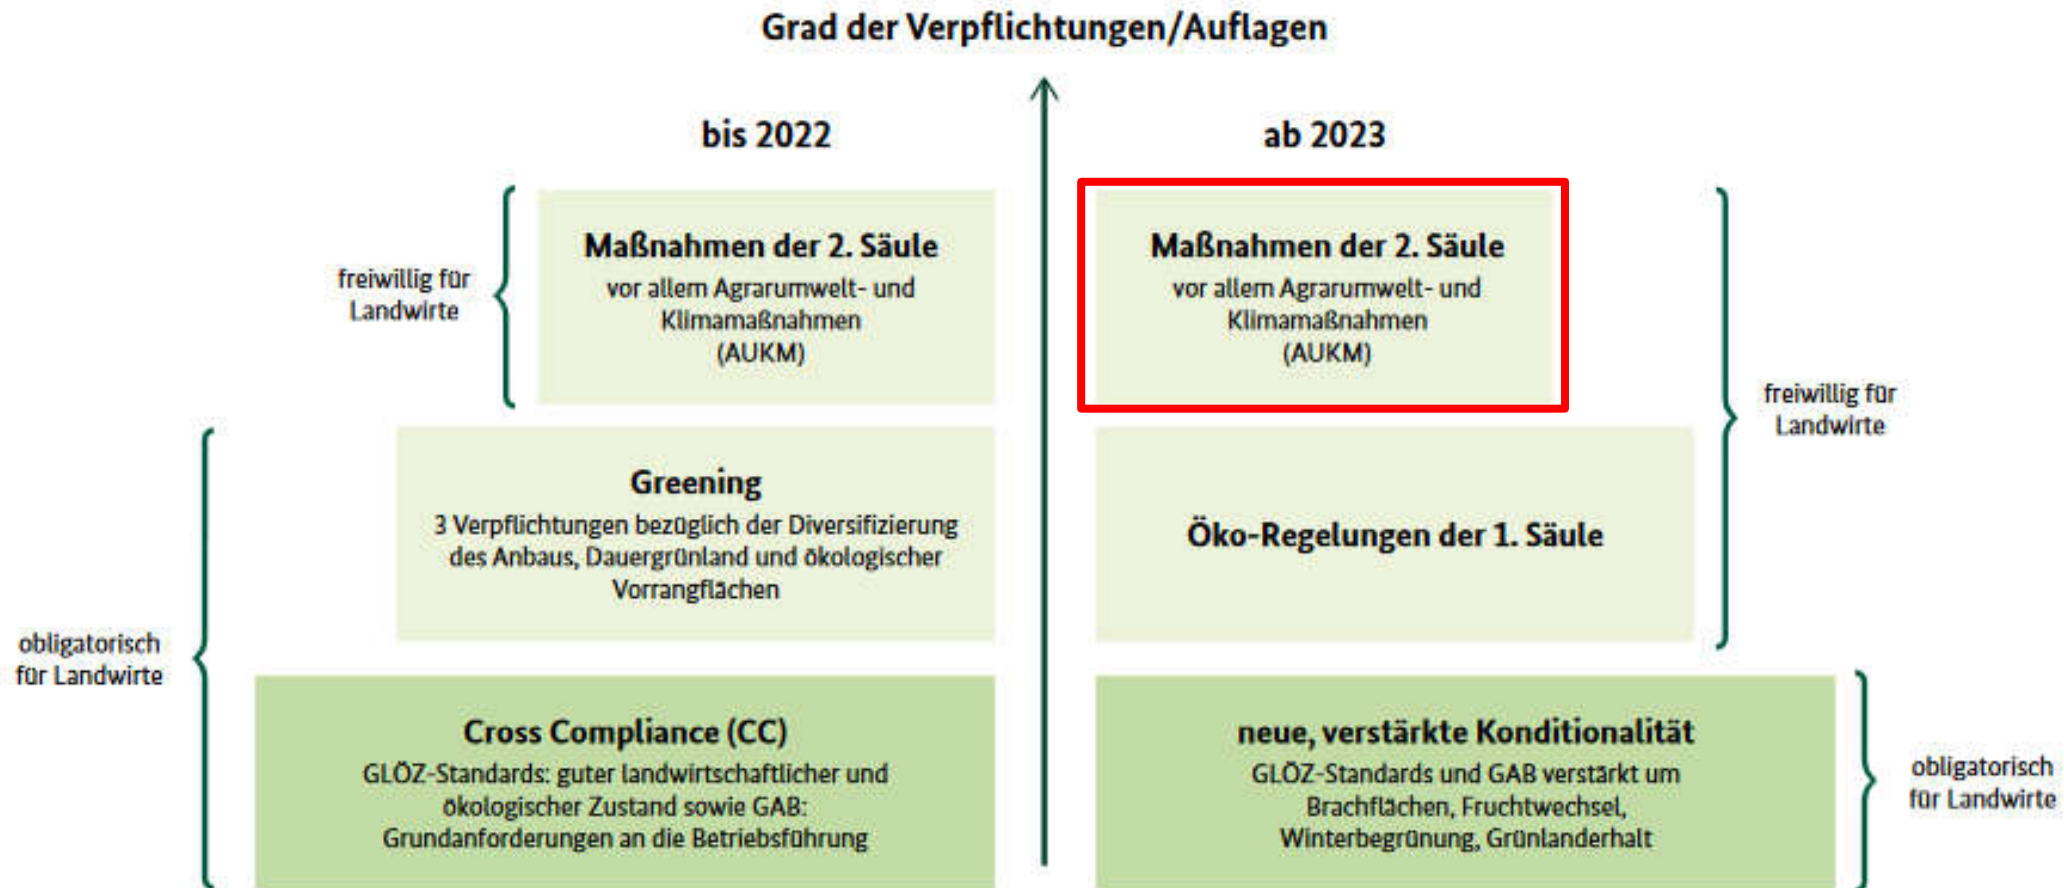 Grad der Verpflichtungen/Auflagen
bis 2022
freiwillig für
Landwirte
Maßnahmen der 2. Säule
vor allem Agrarumwelt- und
Klimamaßnahmen
(AUKM)
Greening
3 Verpflichtungen bezüglich der Diversifizierung
des Anbaus, Dauergrünland und ökologischer
Vorrangflächen
obligatorisch
für Landwirte
Cross Compliance (CC)
GLÖZ-Standards: guter landwirtschaftlicher und
ökologischer Zustand sowie GAB:
Grundanforderungen an die Betriebsführung
ab 2023
Maßnahmen der 2. Säule
vor allem Agrarumwelt- und
Klimamaßnahmen
(AUKM)
freiwillig für
Landwirte
Öko-Regelungen der 1. Säule
neue, verstärkte Konditionalität
GLÖZ-Standards und GAB verstärkt um
Brachflächen, Fruchtwechsel,
Winterbegrünung, Grünlanderhalt
obligatorisch
für Landwirte